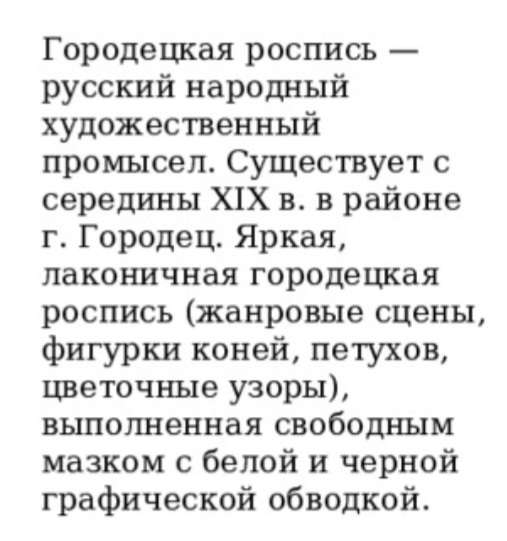 Городецкая роспись —
русский народный
художественный
промысел. Существует с
середины XIX в. в районе
г. Городец. Яркая,
лаконичная городецкая
роспись (жанровые сцены,
фигурки коней, петухов,
цветочные узоры),
выполненная свободным
мазком с белой и черной
графической обводкой.